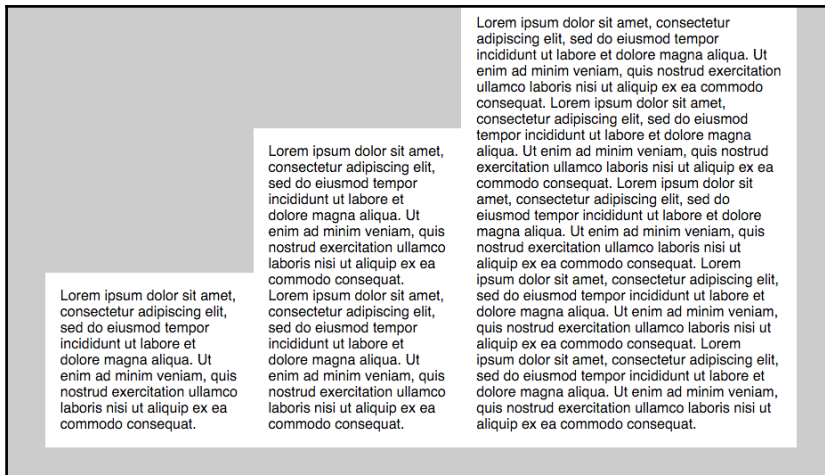 Lorem ipsum dolor sit amet,
consectetur adipiscing elit,
sed do eiusmod tempor
incididunt ut labore et
dolore magna aliqua. Ut
enim ad minim veniam, quis
nostrud exercitation ullamco
laboris nisi ut aliquip ex ea
commodo consequat.
Lorem ipsum dolor sit amet,
consectetur adipiscing elit,
sed do eiusmod tempor
incididunt ut labore et
dolore magna aliqua. Ut
enim ad minim veniam, quis
nostrud exercitation ullamco
laboris nisi ut aliquip ex ea
commodo consequat.
Lorem ipsum dolor sit amet,
consectetur adipiscing elit,
sed do eiusmod tempor
incididunt ut labore et
dolore magna aliqua. Ut
enim ad minim veniam, quis
nostrud exercitation ullamco
laboris nisi ut aliquip ex ea
commodo consequat.
Lorem ipsum dolor sit amet, consectetur
adipiscing elit, sed do eiusmod tempor
incididunt ut labore et dolore magna aliqua. Ut
enim ad minim veniam, quis nostrud exercitation
ullamco laboris nisi ut aliquip ex ea commodo
consequat. Lorem ipsum dolor sit amet,
consectetur adipiscing elit, sed do eiusmod
tempor incididunt ut labore et dolore magna
aliqua. Ut enim ad minim veniam, quis nostrud
exercitation ullamco laboris nisi ut aliquip ex ea
commodo consequat. Lorem ipsum dolor sit
amet, consectetur adipiscing elit, sed do
eiusmod tempor incididunt ut labore et dolore
magna aliqua. Ut enim ad minim veniam, quis
nostrud exercitation ullamco laboris nisi ut
aliquip ex ea commodo consequat. Lorem
ipsum dolor sit amet, consectetur adipiscing elit,
sed do eiusmod tempor incididunt ut labore et
dolore magna aliqua. Ut enim ad minim veniam,
quis nostrud exercitation ullamco laboris nisi ut
aliquip ex ea commodo consequat. Lorem
ipsum dolor sit amet, consectetur adipiscing elit,
sed do eiusmod tempor incididunt ut labore et
dolore magna aliqua. Ut enim ad minim veniam,
quis nostrud exercitation ullamco laboris nisi ut
aliquip ex ea commodo consequat.